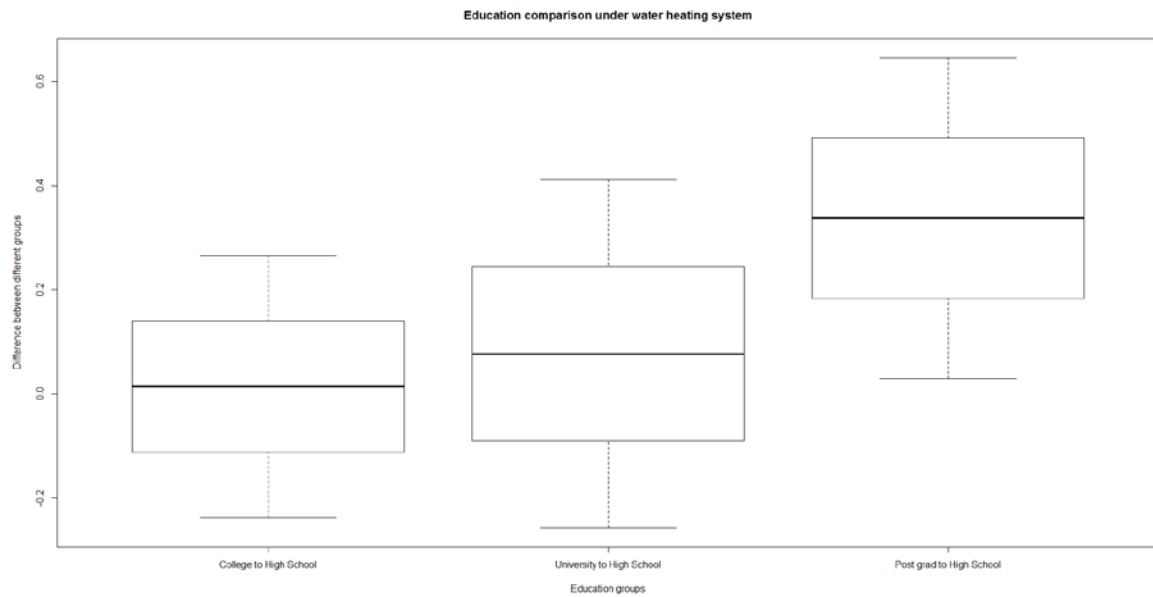 Education comparison under water heating system
Difference between different groups
0.6
0.4
0.2
0.0
-0.2
College to High School
University to High School
Post grad to High School
Education groups